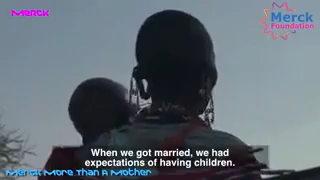 MERCK
Merck
Foundation
When we got married, we had
expectations of having children.
Merck More Than A Mother